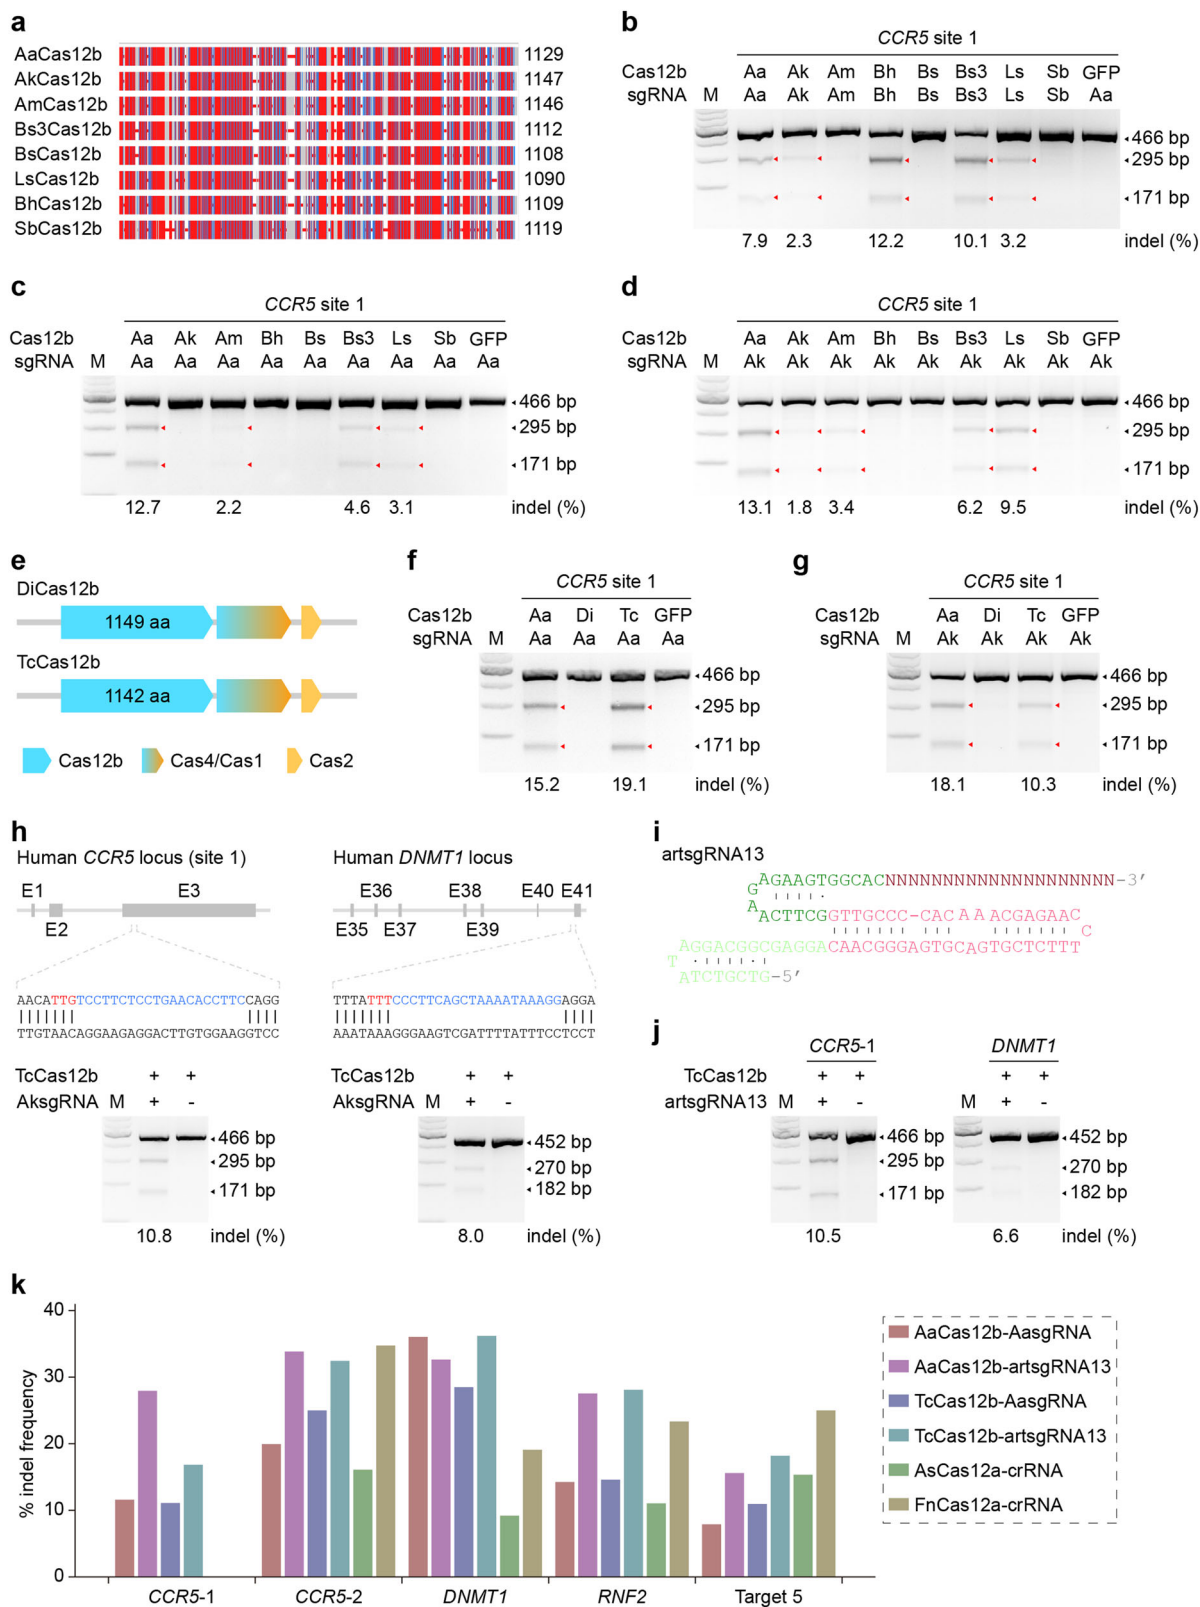 a
AaCas12b 1129
AkCas12b 1147
AmCas12b 1146
Bs3Cas12b 1112
BsCas12b 1108
LsCas12b 1090
BhCas12b 1109
SbCas12b 1119
b
CCR5 site 1
Cas12b Aa Ak Am Bh Bs Bs3 Ls Sb GFP
sgRNA M Aa Ak Am Bh Bs Bs3 Ls Sb Aa
466 bp
295 bp
171 bp
7.9 2.3 12.2 10.1 3.2 indel (%)
c
CCR5 site 1
Cas12b Aa Ak Am Bh Bs Bs3 Ls Sb GFP
sgRNA M Aa Aa Aa Aa Aa Aa Aa Aa Aa
466 bp
295 bp
171 bp
12.7 2.2 4.6 3.1 indel (%)
d
CCR5 site 1
Cas12b Aa Ak Am Bh Bs Bs3 Ls Sb GFP
sgRNA M Ak Ak Ak Ak Ak Ak Ak Ak Ak
466 bp
295 bp
171 bp
13.1 1.8 3.4 6.2 9.5 indel (%)
e
DiCas12b
1149 aa
TcCas12b
1142 aa
Cas12b Cas4/Cas1 Cas2
f
CCR5 site 1
Cas12b Aa Di Tc GFP
sgRNA M Aa Aa Aa Aa
466 bp
295 bp
171 bp
15.2 19.1 indel (%)
g
CCR5 site 1
Cas12b Aa Di Tc GFP
sgRNA M Ak Ak Ak Ak
466 bp
295 bp
171 bp
18.1 10.3 indel (%)
h
Human CCR5 locus (site 1)
E1 E3
E2
AACATTGTCCTTCTCCTGAACACCTTCCAGG
TTGTAACAGGAAGAGGACTTGTGGAAGGTCC
TcCas12b + +
AksgRNA M + -
466 bp
295 bp
171 bp
10.8 indel (%)
Human DNMT1 locus
E36 E38 E40 E41
E35 E37 E39
TTTATTTCCCTTCAGCTAAAATAAAGGAGGA
AAATAAAGGGAAGTCGATTTTATTTCCTCCT
TcCas12b + +
AksgRNA M + -
452 bp
270 bp
182 bp
8.0 indel (%)
i
artsgRNA13
AGAAGTGGCACNNNNNNNNNNNNNNNNNNNN-3′
G
A
ACTTCGGTTGCCC-CAC AA ACGAGAAC
C
AGGACGGCGAGGACAACGGGAGTGCAGTGCTCTTT
T
ATCTGCTG-5′
j
CCR5-1
TcCas12b + +
artsgRNA13 M + -
466 bp
295 bp
171 bp
10.5
DNMT1
+ +
M + -
452 bp
270 bp
182 bp
6.6 indel (%)
k
% indel frequency
40
30
20
10
0
CCR5-1 CCR5-2 DNMT1 RNF2 Target 5
AaCas12b-AasgRNA
AaCas12b-artsgRNA13
TcCas12b-AasgRNA
TcCas12b-artsgRNA13
AsCas12a-crRNA
FnCas12a-crRNA